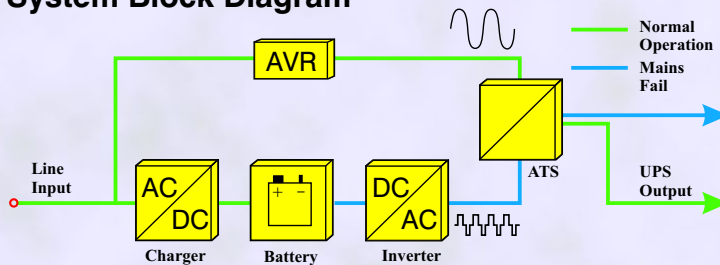 System Block Diagram
Normal
Operation
Mains
Fail
AVR
Line
Input
AC
DC
DC
AC
ATS
UPS
Output
+ −
Charger
Battery
Inverter